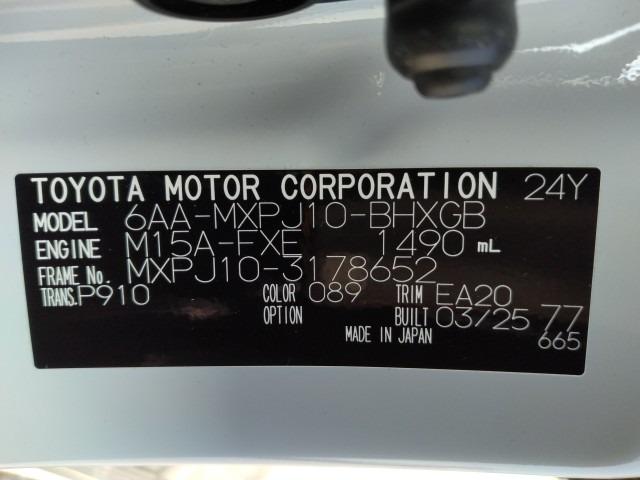 TOYOTA MOTOR CORPORATION 24Y
MODEL 6AA-MXPJ10-BHXGB
ENGINE M15A-FXE 1490 mL
FRAME No. MXPJ10-3178652
TRANS. P910 COLOR 089 TRIM EA20
OPTION BUILT 03/25 77
MADE IN JAPAN 665